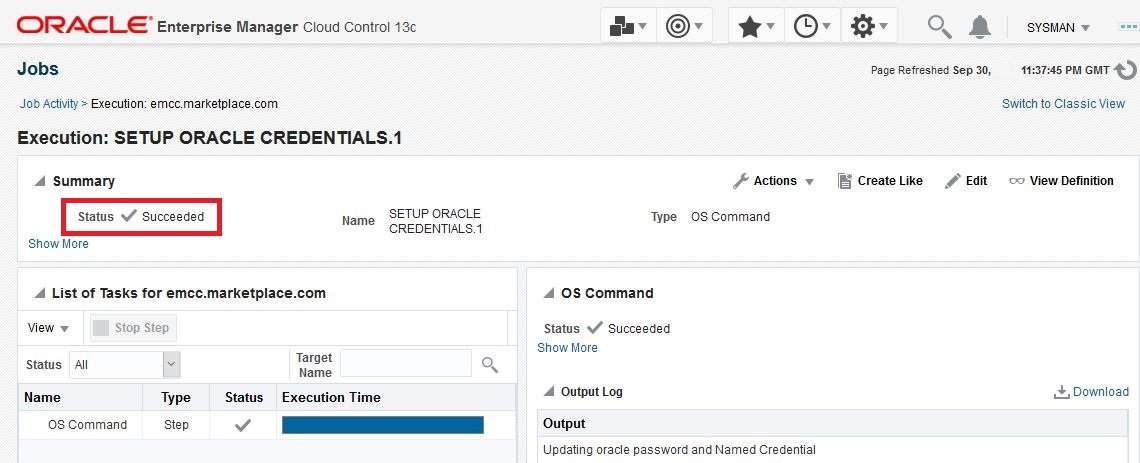 ORACLE Enterprise Manager Cloud Control 13c
SYSMAN
Jobs
Page Refreshed Sep 30, 11:37:45 PM GMT
Job Activity > Execution: emcc.marketplace.com
Switch to Classic View
Execution: SETUP ORACLE CREDENTIALS.1
Summary
Actions
Create Like
Edit
View Definition
Status Succeeded
Name SETUP ORACLE
CREDENTIALS.1
Type OS Command
Show More
List of Tasks for emcc.marketplace.com
View
Stop Step
Status All
Target
Name
Name Type Status Execution Time
OS Command Step
OS Command
Status Succeeded
Show More
Output Log
Download
Output
Updating oracle password and Named Credential